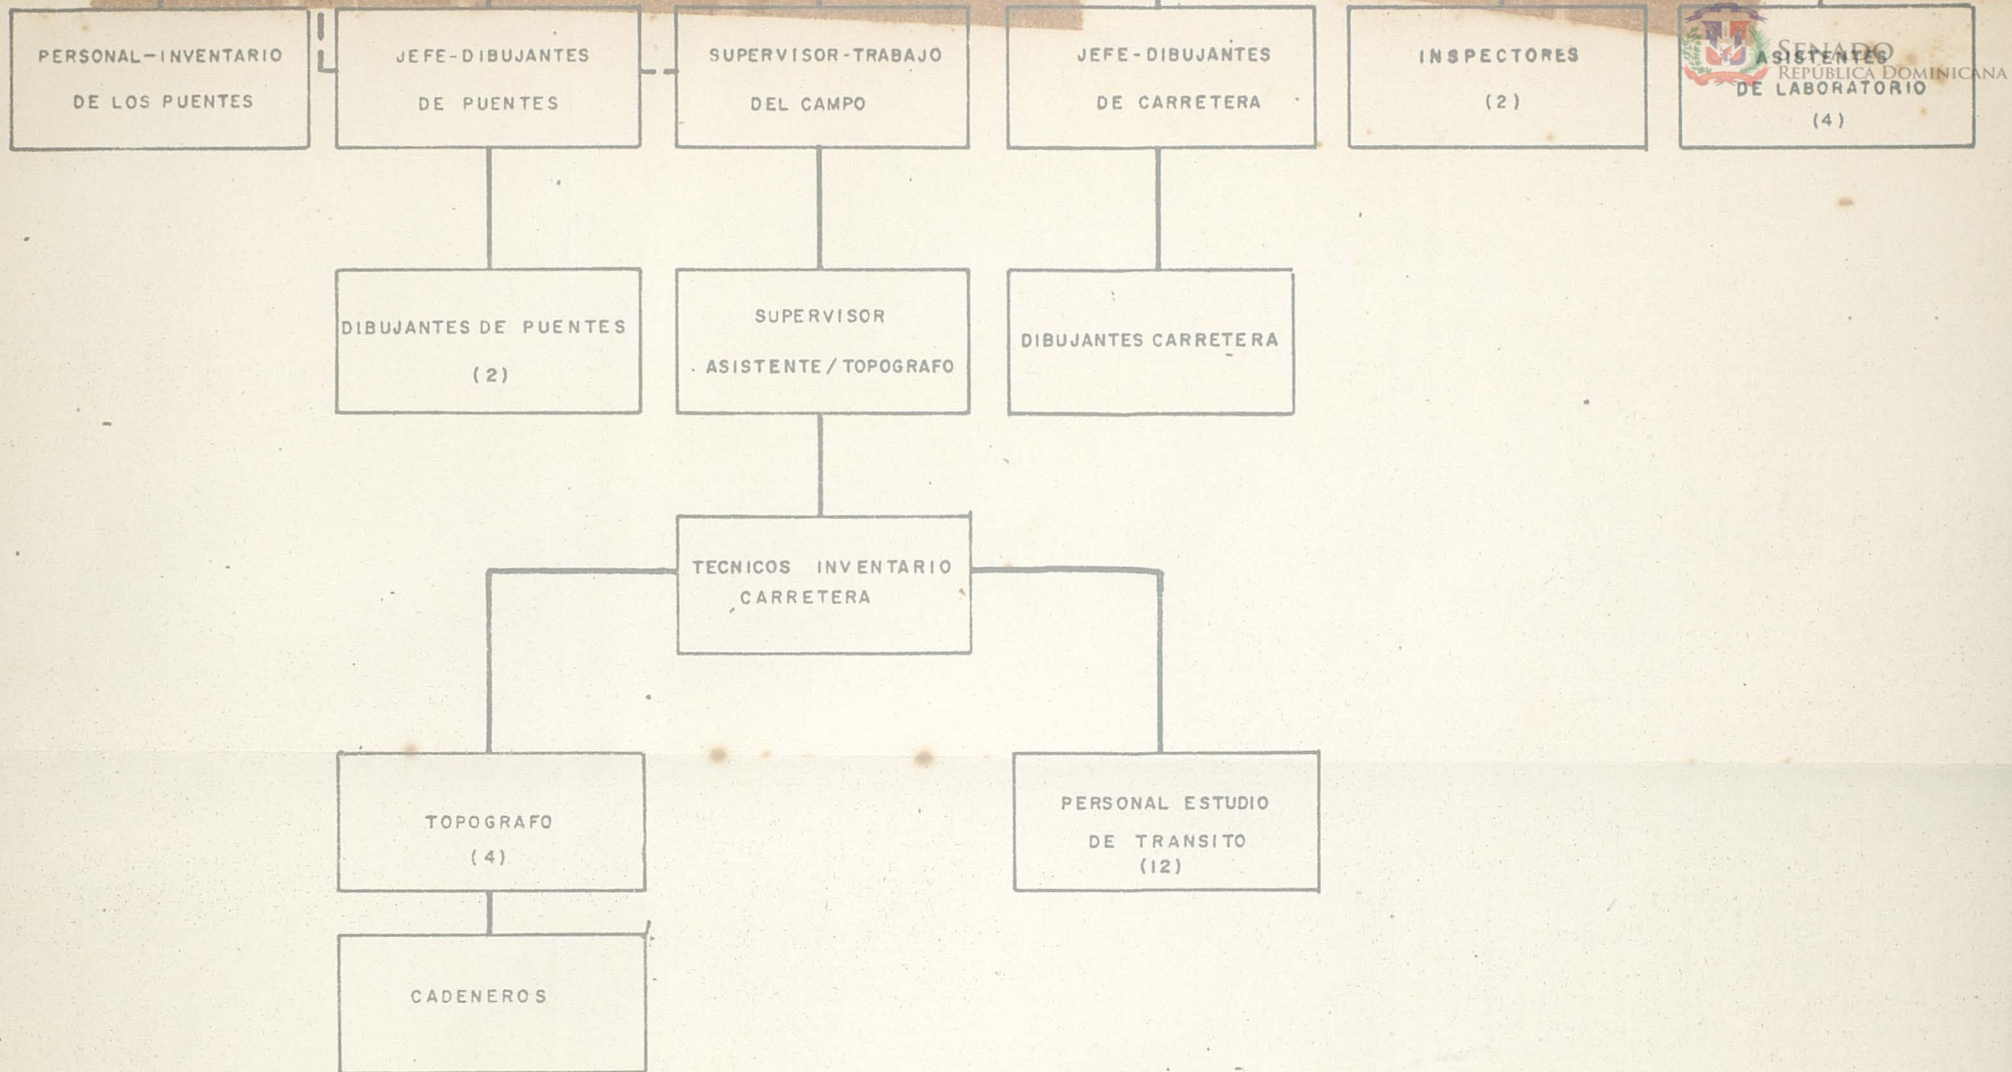 PERSONAL-INVENTARIO
DE LOS PUENTES
JEFE-DIBUJANTES
DE PUENTES
SUPERVISOR-TRABAJO
DEL CAMPO
JEFE-DIBUJANTES
DE CARRETERA
INSPECTORES
(2)
SENADO
REPÚBLICA DOMINICANA
ASISTENTES
DE LABORATORIO
(4)
DIBUJANTES DE PUENTES
(2)
SUPERVISOR
ASISTENTE/TOPOGRAFO
DIBUJANTES CARRETERA
TECNICOS INVENTARIO
CARRETERA
TOPOGRAFO
(4)
PERSONAL ESTUDIO
DE TRANSITO
(12)
CADENEROS